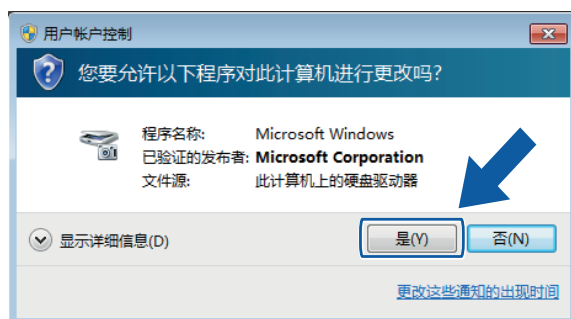 用户帐户控制
您要允许以下程序对此计算机进行更改吗?
程序名称: Microsoft Windows
已验证的发布者: Microsoft Corporation
文件源: 此计算机上的硬盘驱动器
显示详细信息(D) 是(Y) 否(N)
更改这些通知的出现时间